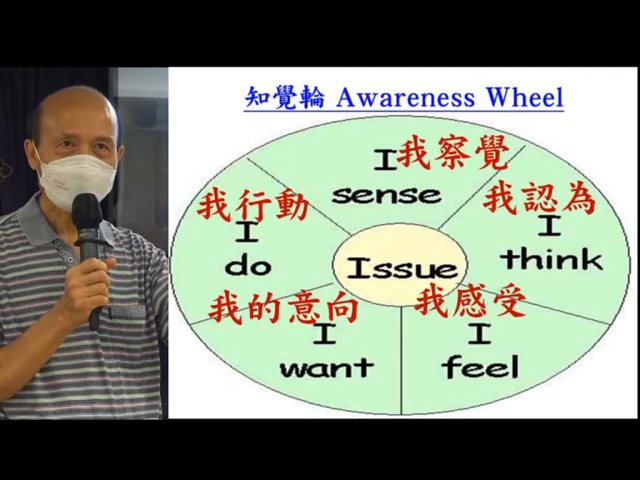 知覺輪 Awareness Wheel
我察覺
I
sense
我認為
I
think
我感受
I
feel
我的意向
I
want
我行動
I
do
Issue